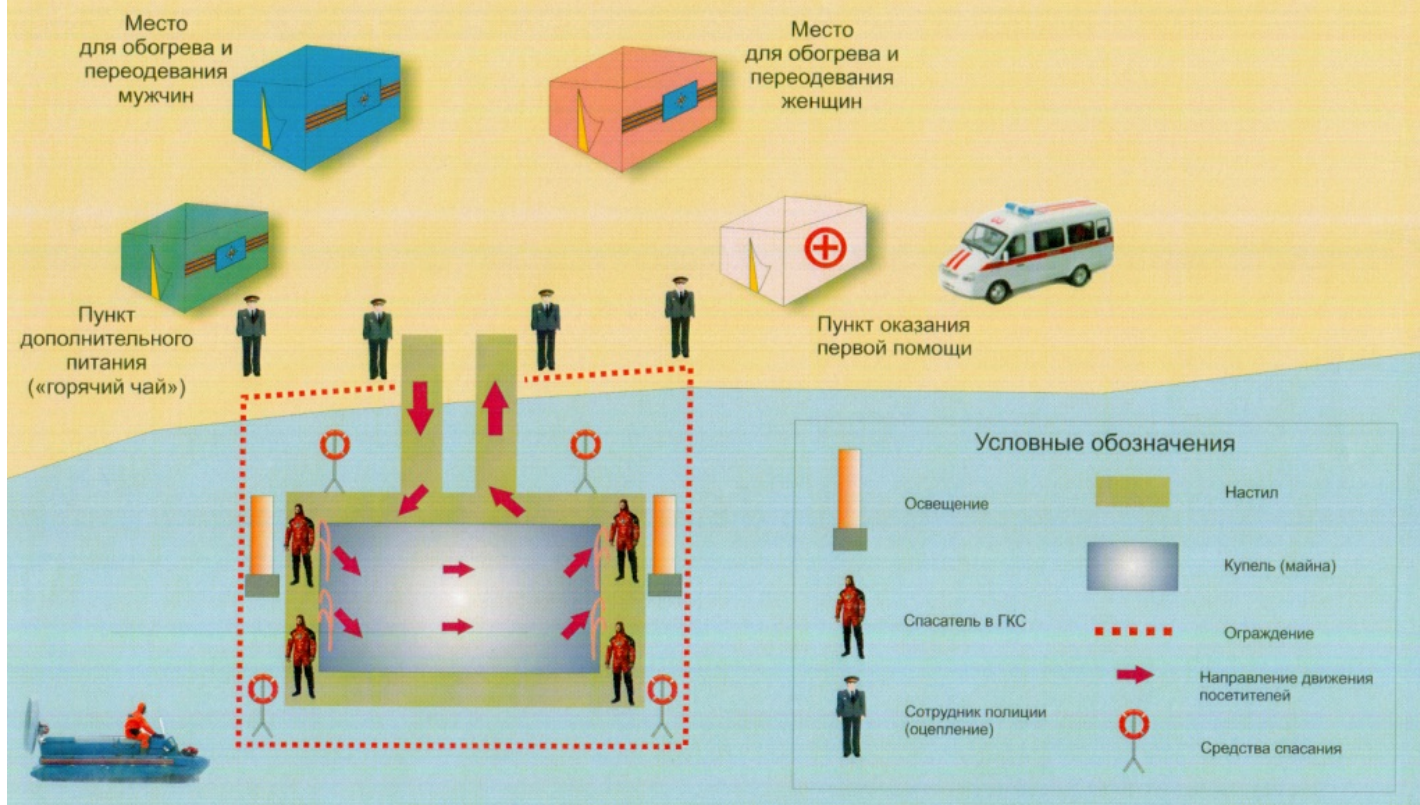 Место
для обогрева и
переодевания
мужчин
Место
для обогрева и
переодевания
женщин
Пункт
дополнительного
питания
(«горячий чай»)
Пункт оказания
первой помощи
Условные обозначения
Освещение
Настил
Купель (майна)
Спасатель в ГКС
Ограждение
Направление движения
посетителей
Сотрудник полиции
(оцепление)
Средства спасания